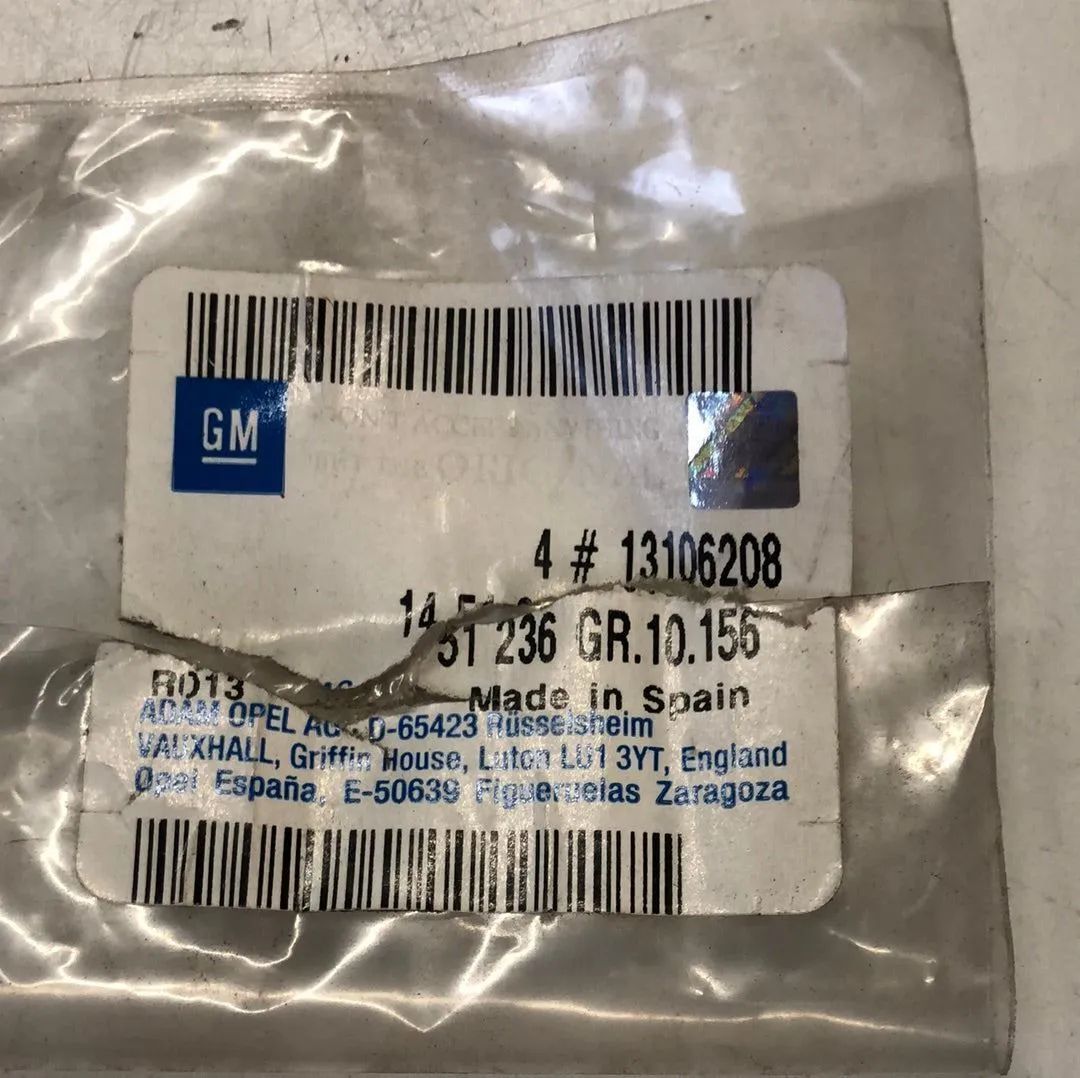 GM
4 # 13106208
14 51 236 GR.10.156
R013
Made in Spain
ADAM OPEL AG D-65423 Rüsselsheim
VAUXHALL, Griffin House, Luton LU1 3YT, England
Opel España, E-50639 Figueruelas Zaragoza